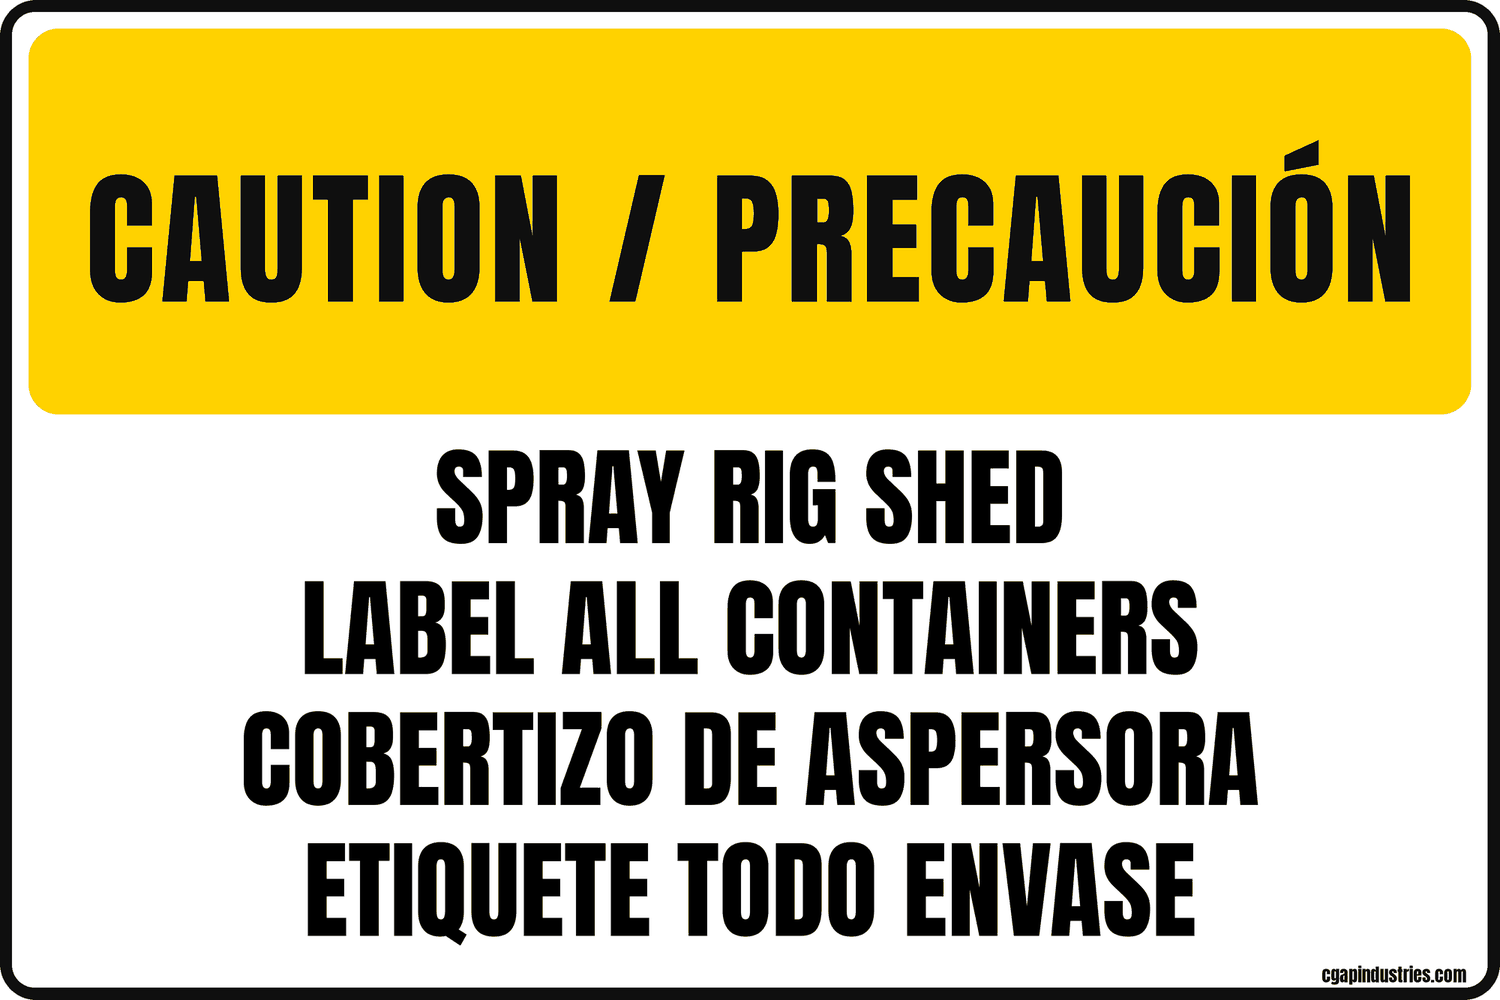 CAUTION / PRECAUCIÓN
SPRAY RIG SHED
LABEL ALL CONTAINERS
COBERTIZO DE ASPERSORA
ETIQUETE TODO ENVASE
cgapindustries.com